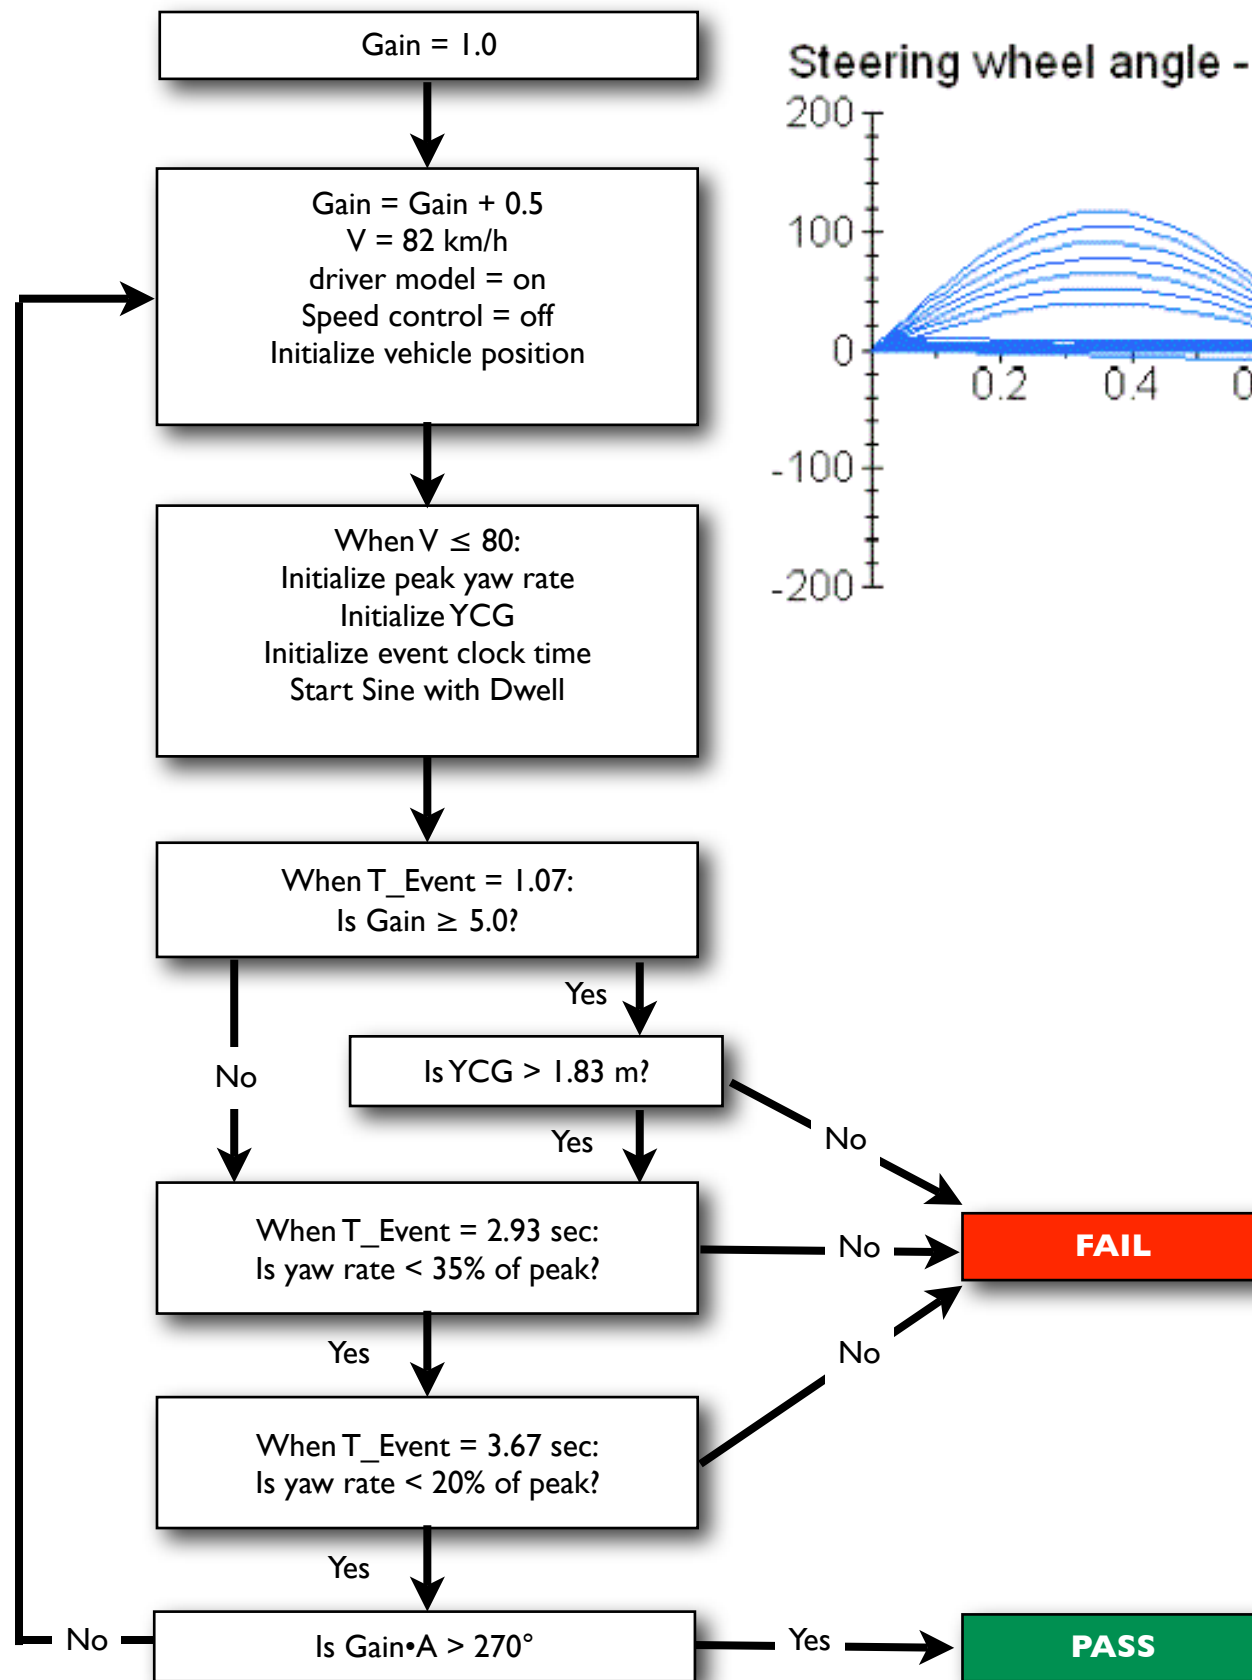 Gain = 1.0
Gain = Gain + 0.5
V = 82 km/h
driver model = on
Speed control = off
Initialize vehicle position
When V ≤ 80:
Initialize peak yaw rate
Initialize YCG
Initialize event clock time
Start Sine with Dwell
When T_Event = 1.07:
Is Gain ≥ 5.0?
Yes
No
Is YCG > 1.83 m?
Yes
No
When T_Event = 2.93 sec:
Is yaw rate < 35% of peak?
No
FAIL
Yes
No
When T_Event = 3.67 sec:
Is yaw rate < 20% of peak?
Yes
No
Is Gain•A > 270°
Yes
PASS
Steering wheel angle -
200
100
0
0.2
0.4
0
-100
-200